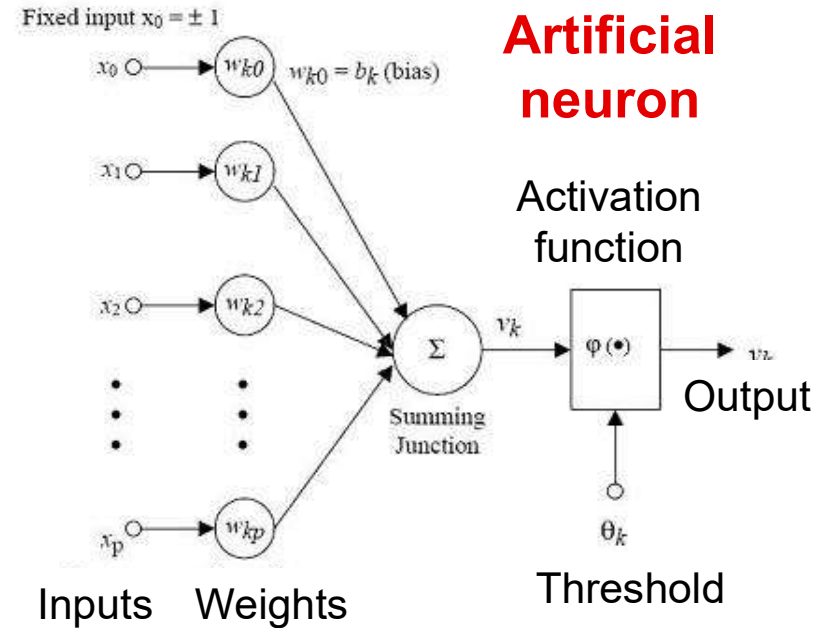 Fixed input x₀ = ± 1
Artificial
neuron
x₀
wk0
wk0 = bk (bias)
x₁
wk1
Activation
function
x₂
wk2
Σ
vk
φ (•)
Output
Summing
Junction
xp
wkp
θk
Threshold
Inputs Weights